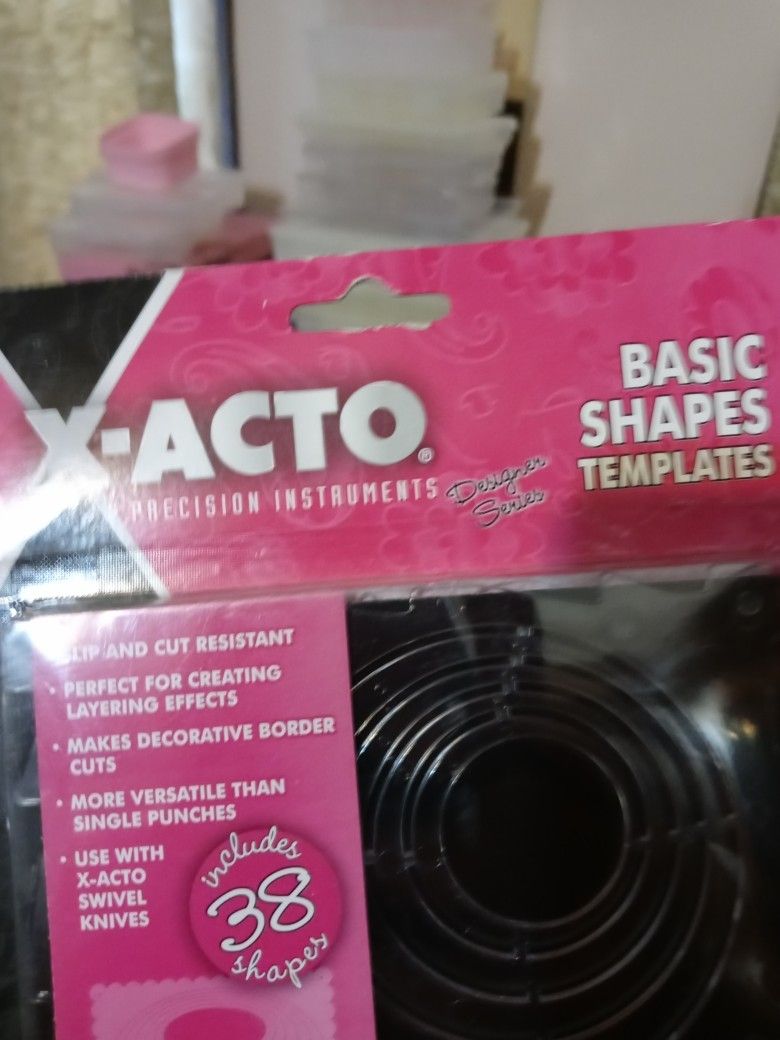 X-ACTO®
PRECISION INSTRUMENTS
Designer
Series
BASIC
SHAPES
TEMPLATES
AND CUT RESISTANT
• PERFECT FOR CREATING
LAYERING EFFECTS
• MAKES DECORATIVE BORDER
CUTS
• MORE VERSATILE THAN
SINGLE PUNCHES
• USE WITH
X-ACTO
SWIVEL
KNIVES
includes
38
shapes